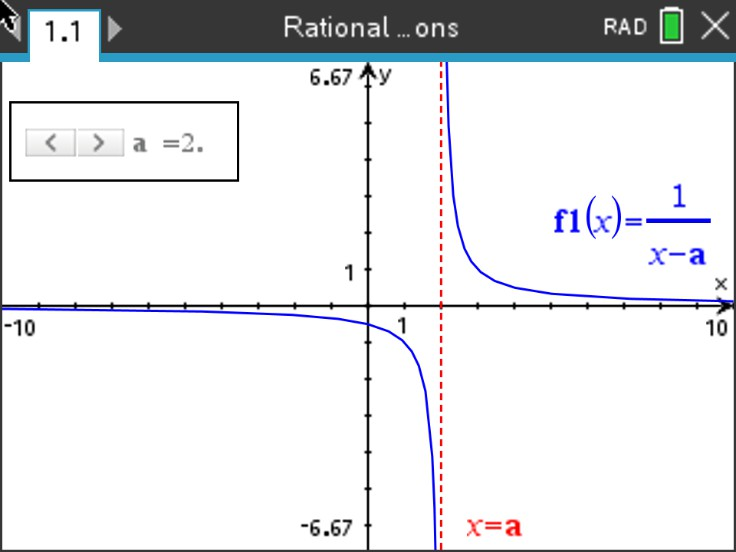 1.1 Rational ...ons RAD
6.67 y
< > a =2.
f1(x)=1/(x-a)
1
x
-10 1 10
-6.67 x=a